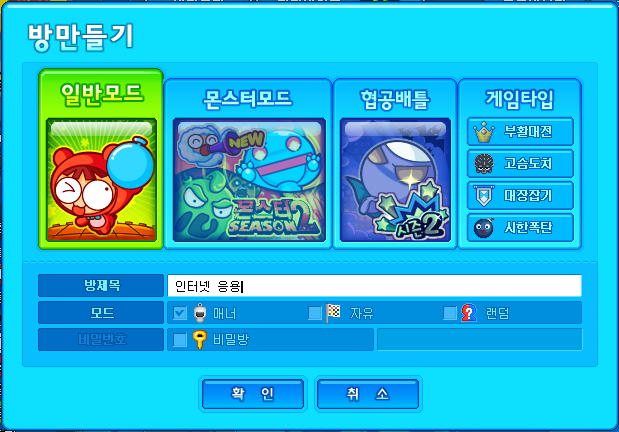 방만들기
일반모드
몬스터모드
협공배틀
게임타입
NEW
몬스터
SEASON 2
시즌2
부활대전
고슴도치
대장잡기
시한폭탄
방제목 인터넷 응용
모드 매너 자유 랜덤
비밀번호 비밀방
확 인 취 소